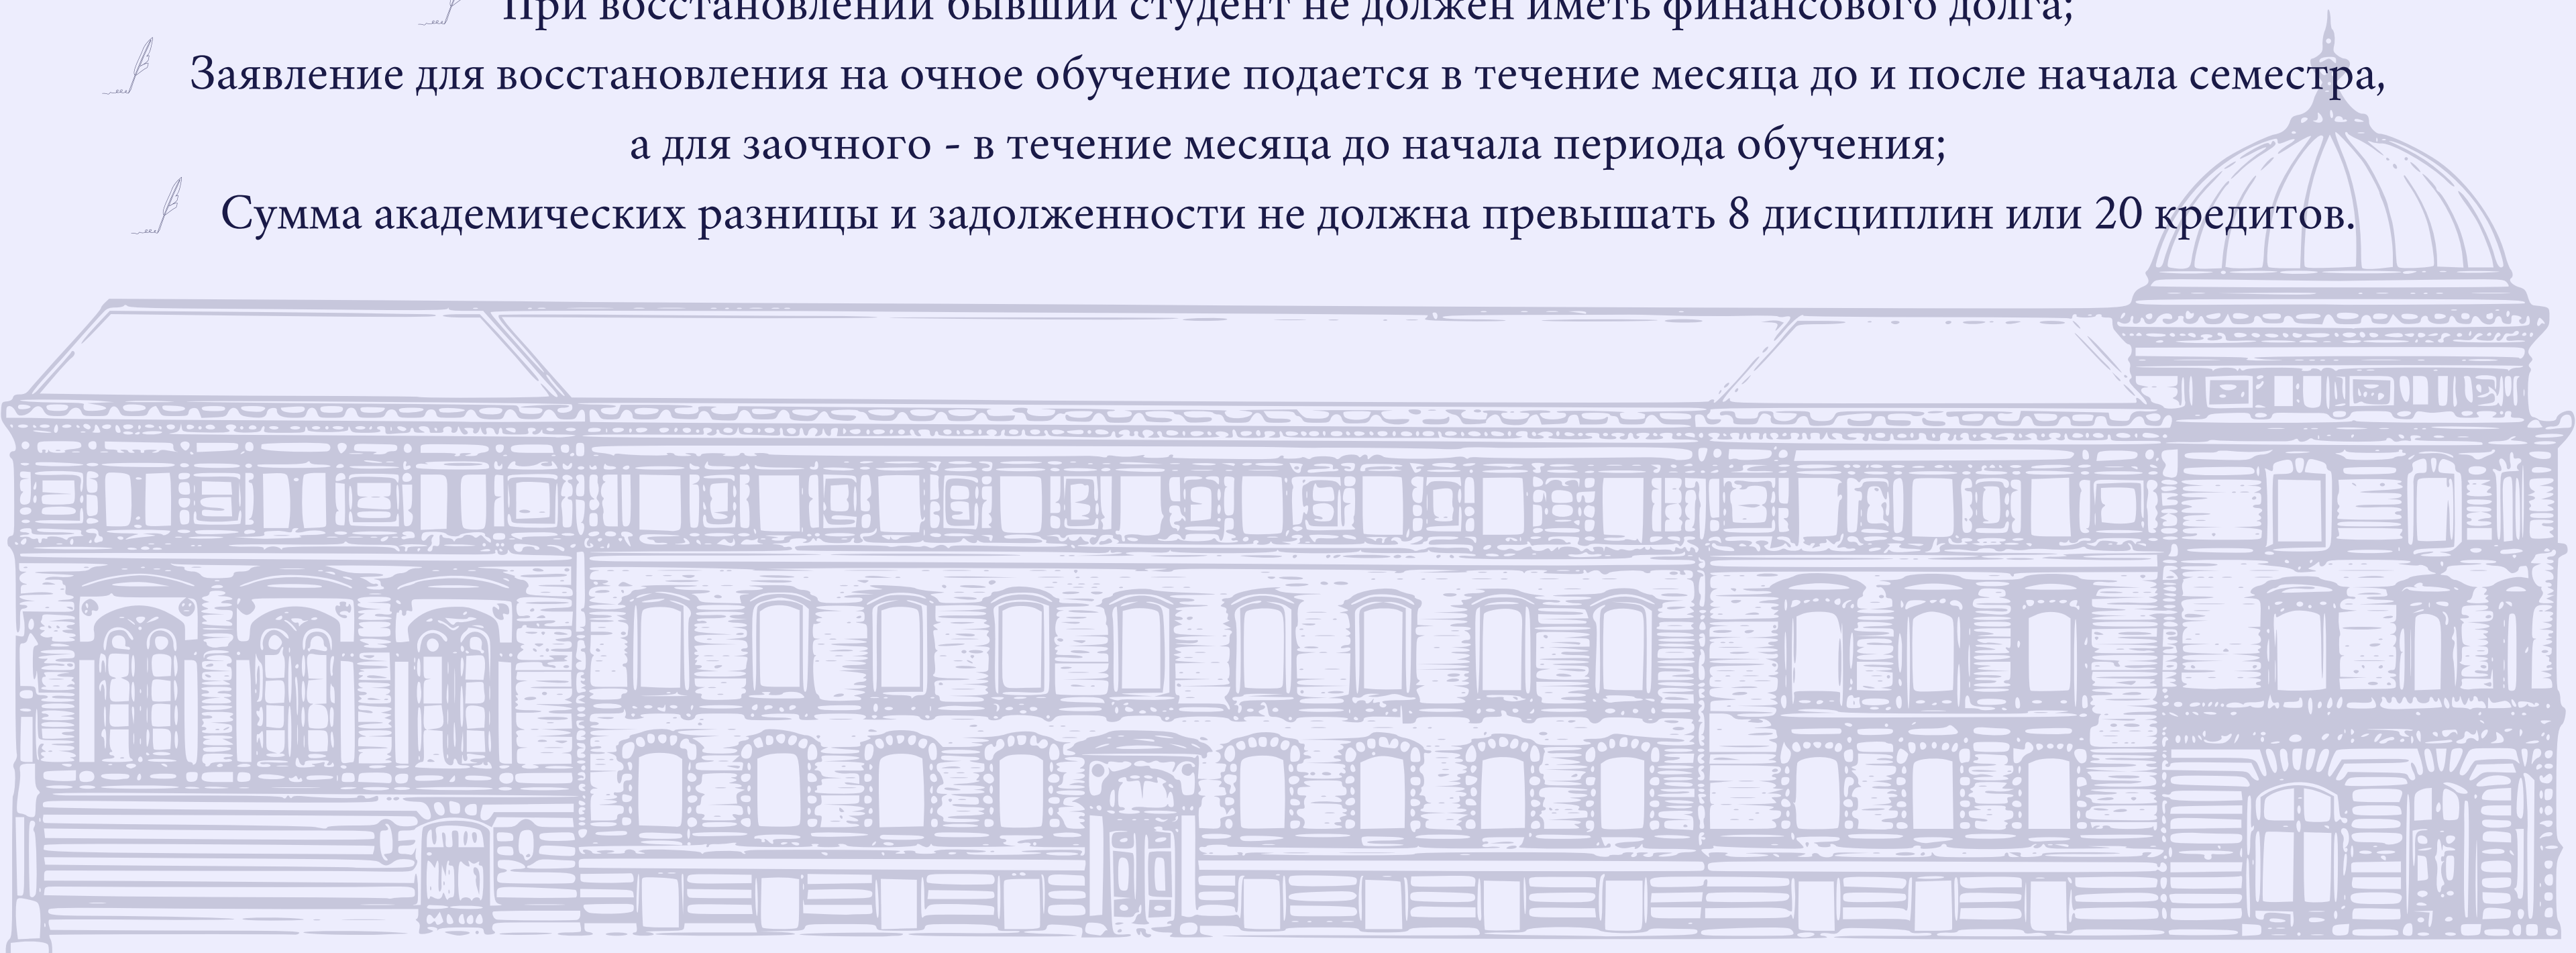 При восстановлении бывший студент не должен иметь финансового долга;
Заявление для восстановления на очное обучение подается в течение месяца до и после начала семестра,
а для заочного - в течение месяца до начала периода обучения;
Сумма академических разницы и задолженности не должна превышать 8 дисциплин или 20 кредитов.